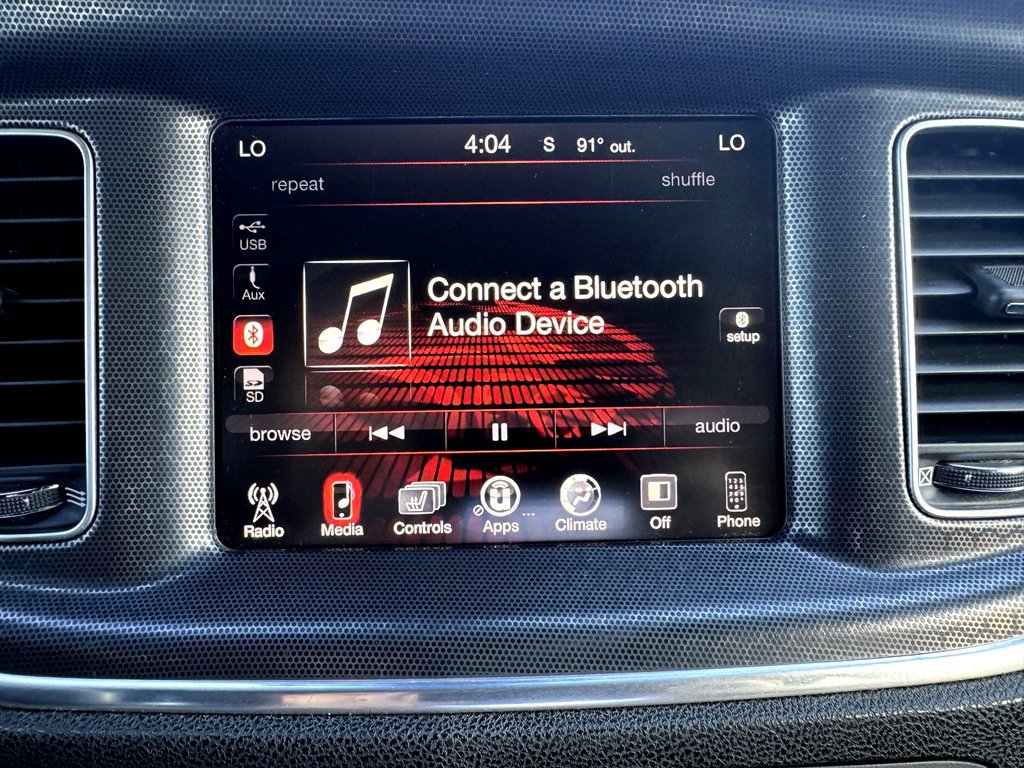 LO 4:04 S 91° out. LO
repeat shuffle
USB
Aux
Connect a Bluetooth
Audio Device
setup
SD
browse audio
Radio Media Controls Apps ... Climate Off Phone